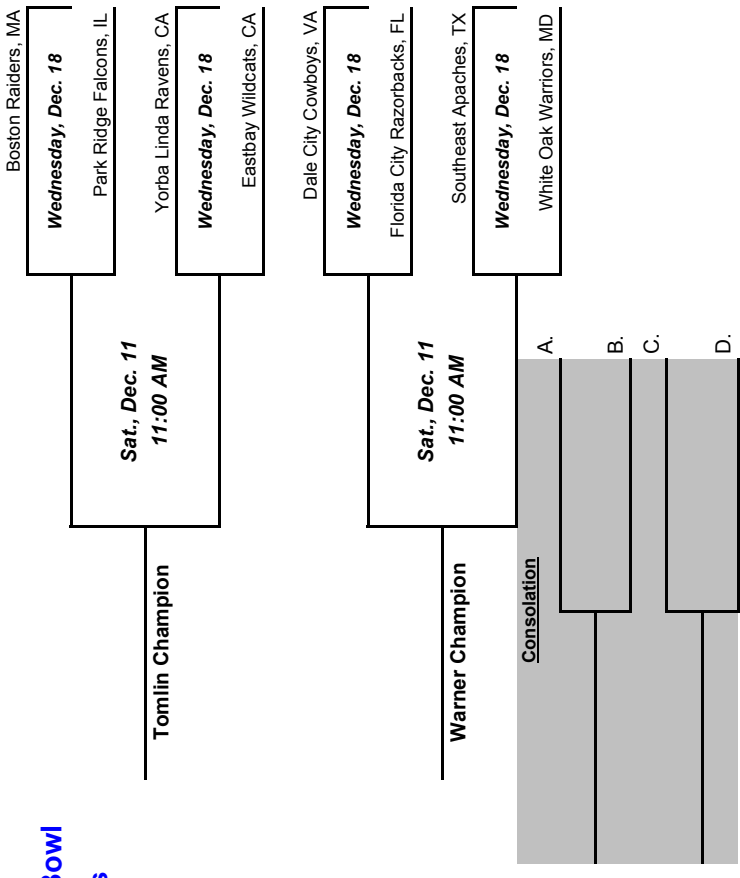 Boston Raiders, MA
Wednesday, Dec. 18
Park Ridge Falcons, IL
Yorba Linda Ravens, CA
Wednesday, Dec. 18
Eastbay Wildcats, CA
Dale City Cowboys, VA
Wednesday, Dec. 18
Florida City Razorbacks, FL
Southeast Apaches, TX
Wednesday, Dec. 18
White Oak Warriors, MD
Sat., Dec. 11
11:00 AM
Sat., Dec. 11
11:00 AM
Tomlin Champion
Warner Champion
Consolation
A.
B.
C.
D.
Bowl
s